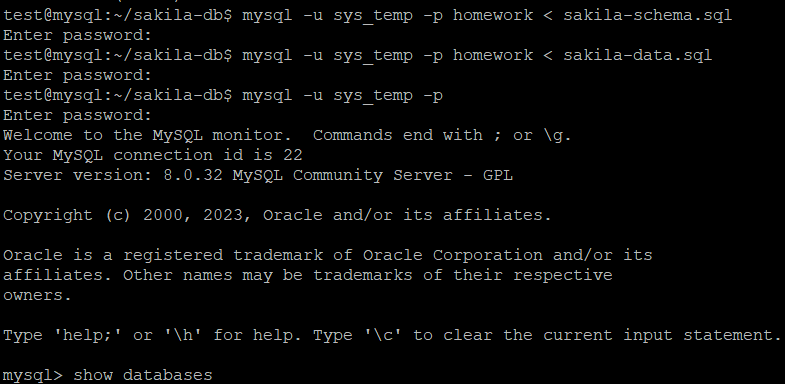 test@mysql:~/sakila-db$ mysql -u sys_temp -p homework < sakila-schema.sql
Enter password:
test@mysql:~/sakila-db$ mysql -u sys_temp -p homework < sakila-data.sql
Enter password:
test@mysql:~/sakila-db$ mysql -u sys_temp -p
Enter password:
Welcome to the MySQL monitor.  Commands end with ; or \g.
Your MySQL connection id is 22
Server version: 8.0.32 MySQL Community Server - GPL

Copyright (c) 2000, 2023, Oracle and/or its affiliates.

Oracle is a registered trademark of Oracle Corporation and/or its
affiliates. Other names may be trademarks of their respective
owners.

Type 'help;' or '\h' for help. Type '\c' to clear the current input statement.

mysql> show databases